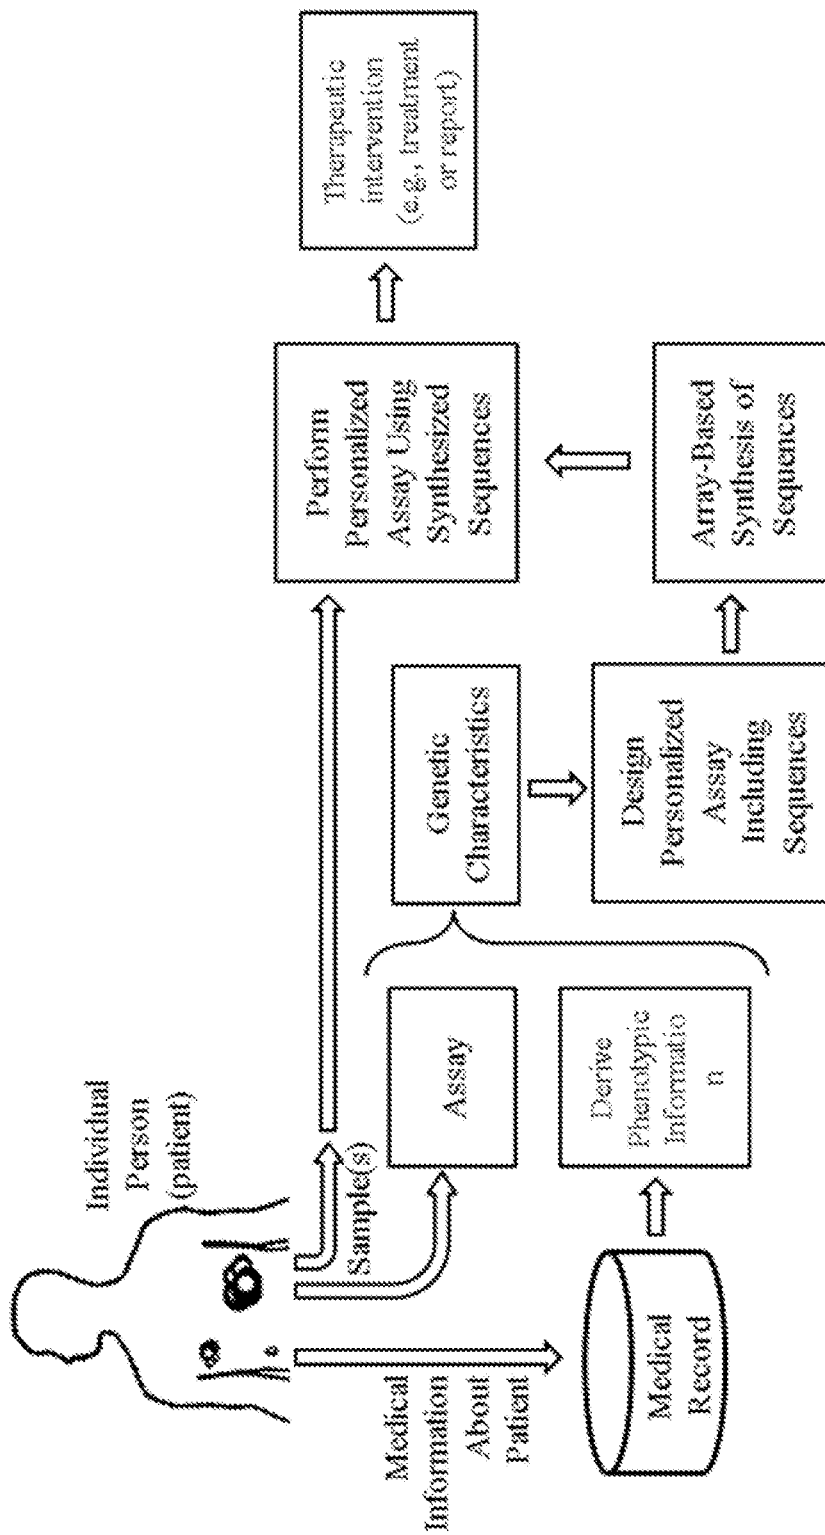 Individual
Person
(patient)
Sample(s)
Medical
Information
About
Patient
Medical
Record
Assay
Derive
Phenotypic
Informatio
n
Genetic
Characteristics
Design
Personalized
Assay
Including
Sequences
Array-Based
Synthesis of
Sequences
Perform
Personalized
Assay Using
Synthesized
Sequences
Therapeutic
intervention
(e.g., treatment
or report)